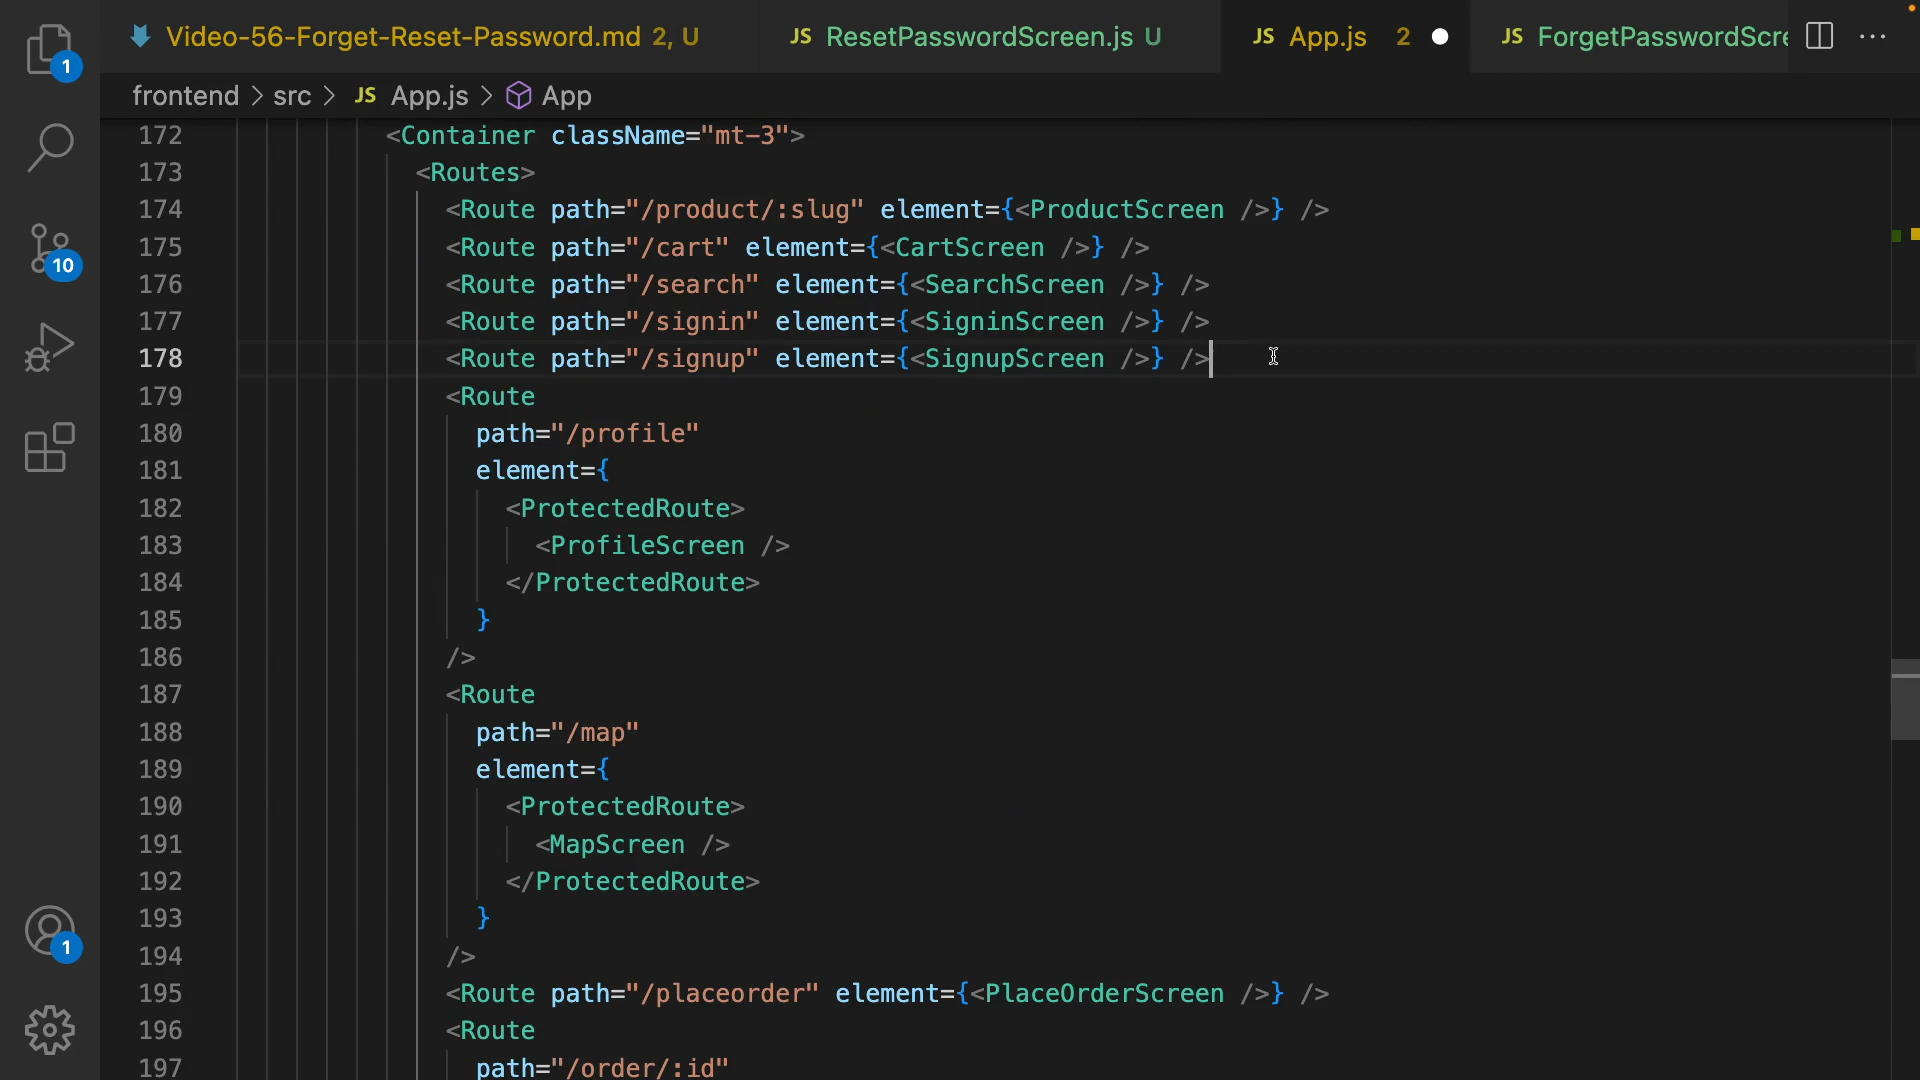 Video-56-Forget-Reset-Password.md 2, U
JS ResetPasswordScreen.js U
JS App.js 2
JS ForgetPasswordScre
frontend > src > JS App.js > App
1
10
1
172 <Container className="mt-3">
173 <Routes>
174 <Route path="/product/:slug" element={<ProductScreen />} />
175 <Route path="/cart" element={<CartScreen />} />
176 <Route path="/search" element={<SearchScreen />} />
177 <Route path="/signin" element={<SigninScreen />} />
178 <Route path="/signup" element={<SignupScreen />} />
179 <Route
180 path="/profile"
181 element={
182 <ProtectedRoute>
183 <ProfileScreen />
184 </ProtectedRoute>
185 }
186 />
187 <Route
188 path="/map"
189 element={
190 <ProtectedRoute>
191 <MapScreen />
192 </ProtectedRoute>
193 }
194 />
195 <Route path="/placeorder" element={<PlaceOrderScreen />} />
196 <Route
197 path="/order/:id"